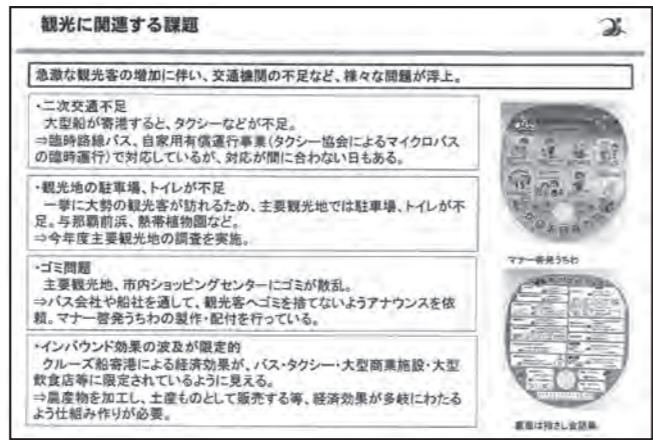 観光に関連する課題
急激な観光客の増加に伴い、交通機関の不足など、様々な問題が浮上。
・二次交通不足
大型船が寄港すると、タクシーなどが不足。
⇒臨時路線バス、自家用有償運行事業(タクシー協会によるマイクロバス
の臨時運行)で対応しているが、対応が間に合わない日もある。
・観光地の駐車場、トイレが不足
一挙に大勢の観光客が訪れるため、主要観光地では駐車場、トイレが不
足。与那覇前浜、熱帯植物園など。
⇒今年度主要観光地の調査を実施。
・ゴミ問題
主要観光地、市内ショッピングセンターにゴミが散乱。
⇒バス会社や船社を通して、観光客へゴミを捨てないようアナウンスを依
頼。マナー啓発うちわの製作・配付を行っている。
・インバウンド効果の波及が限定的
クルーズ船寄港による経済効果が、バス・タクシー・大型商業施設・大型
飲食店等に限定されているように見える。
⇒農産物を加工し、土産ものとして販売する等、経済効果が多岐にわたる
よう仕組み作りが必要。
マナー啓発うちわ
裏面は指さし会話集